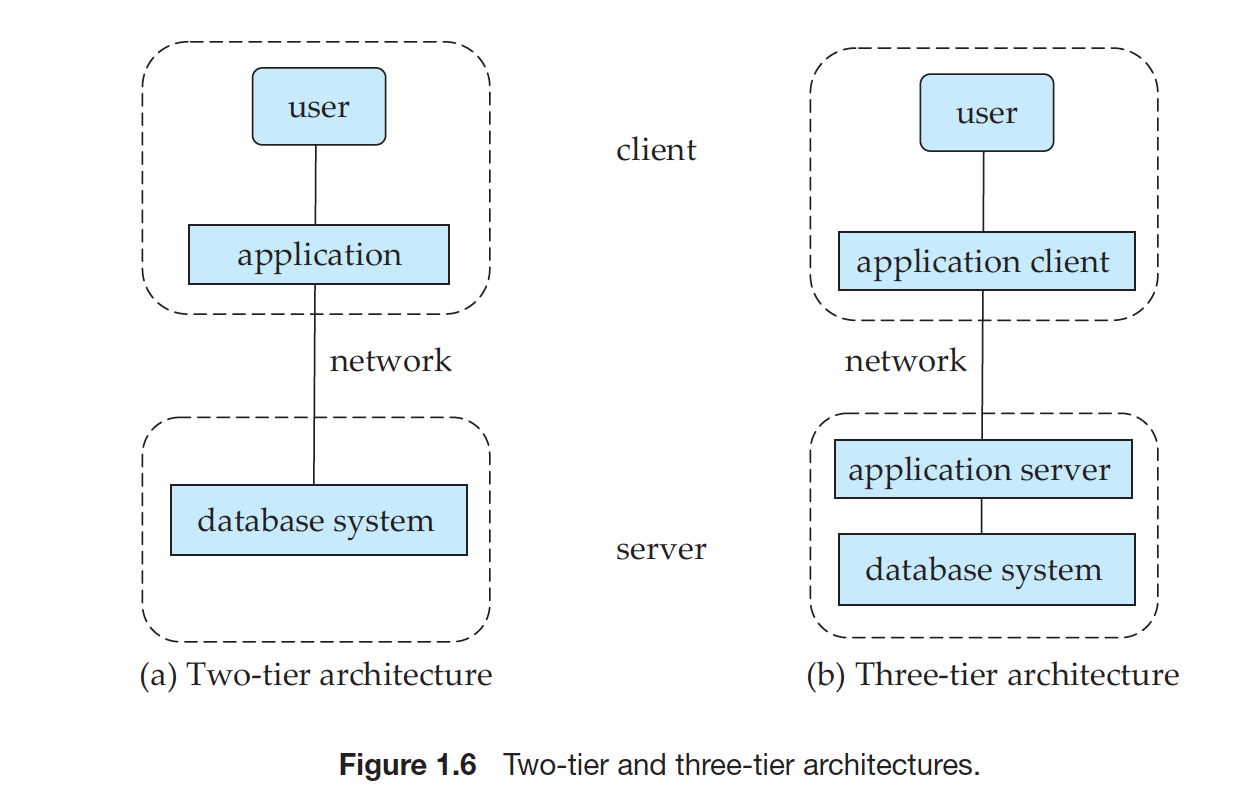 user
application
network
database system
(a) Two-tier architecture
client
server
user
application client
network
application server
database system
(b) Three-tier architecture
Figure 1.6 Two-tier and three-tier architectures.